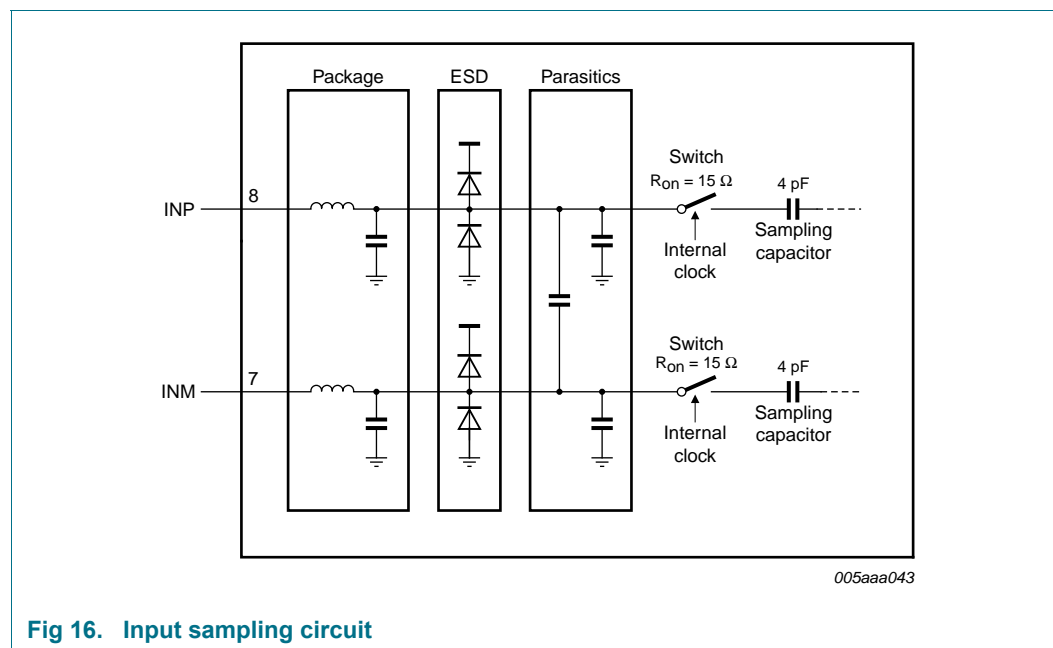 Package ESD Parasitics
Switch
Ron = 15 Ω 4 pF
INP 8
Internal
clock
Sampling
capacitor
Switch
Ron = 15 Ω 4 pF
INM 7
Internal
clock
Sampling
capacitor
005aaa043
Fig 16. Input sampling circuit